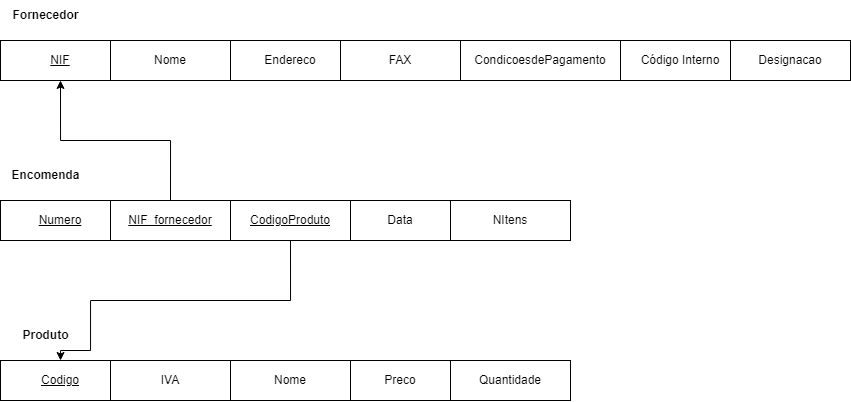 Fornecedor
NIF Nome Endereco FAX CondicoesdePagamento Código Interno Designacao
Encomenda
Numero NIF_fornecedor CodigoProduto Data NItens
Produto
Codigo IVA Nome Preco Quantidade